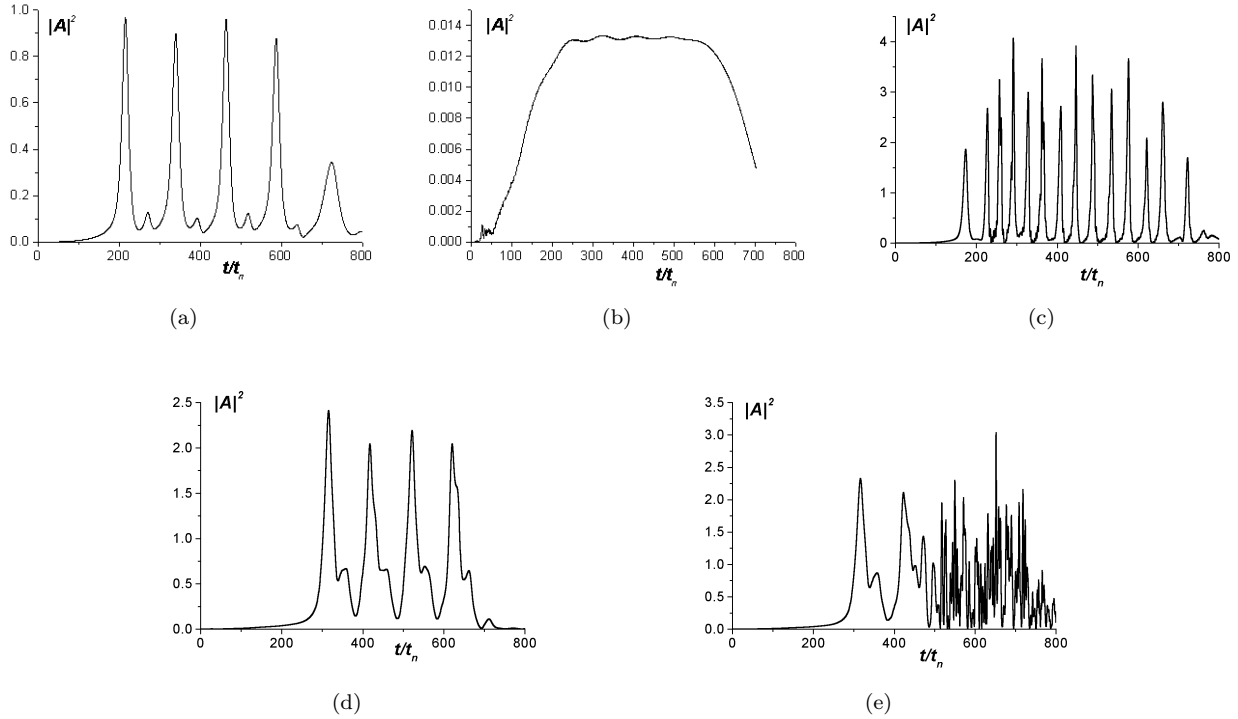 |A|²
1.0
0.8
0.6
0.4
0.2
0.0
0 200 400 600 800
t/tₙ
(a)
|A|²
0.014
0.012
0.010
0.008
0.006
0.004
0.002
0.000
0 100 200 300 400 500 600 700 800
t/tₙ
(b)
|A|²
4
3
2
1
0
0 200 400 600 800
t/tₙ
(c)
|A|²
2.5
2.0
1.5
1.0
0.5
0.0
0 200 400 600 800
t/tₙ
(d)
|A|²
3.5
3.0
2.5
2.0
1.5
1.0
0.5
0.0
0 200 400 600 800
t/tₙ
(e)